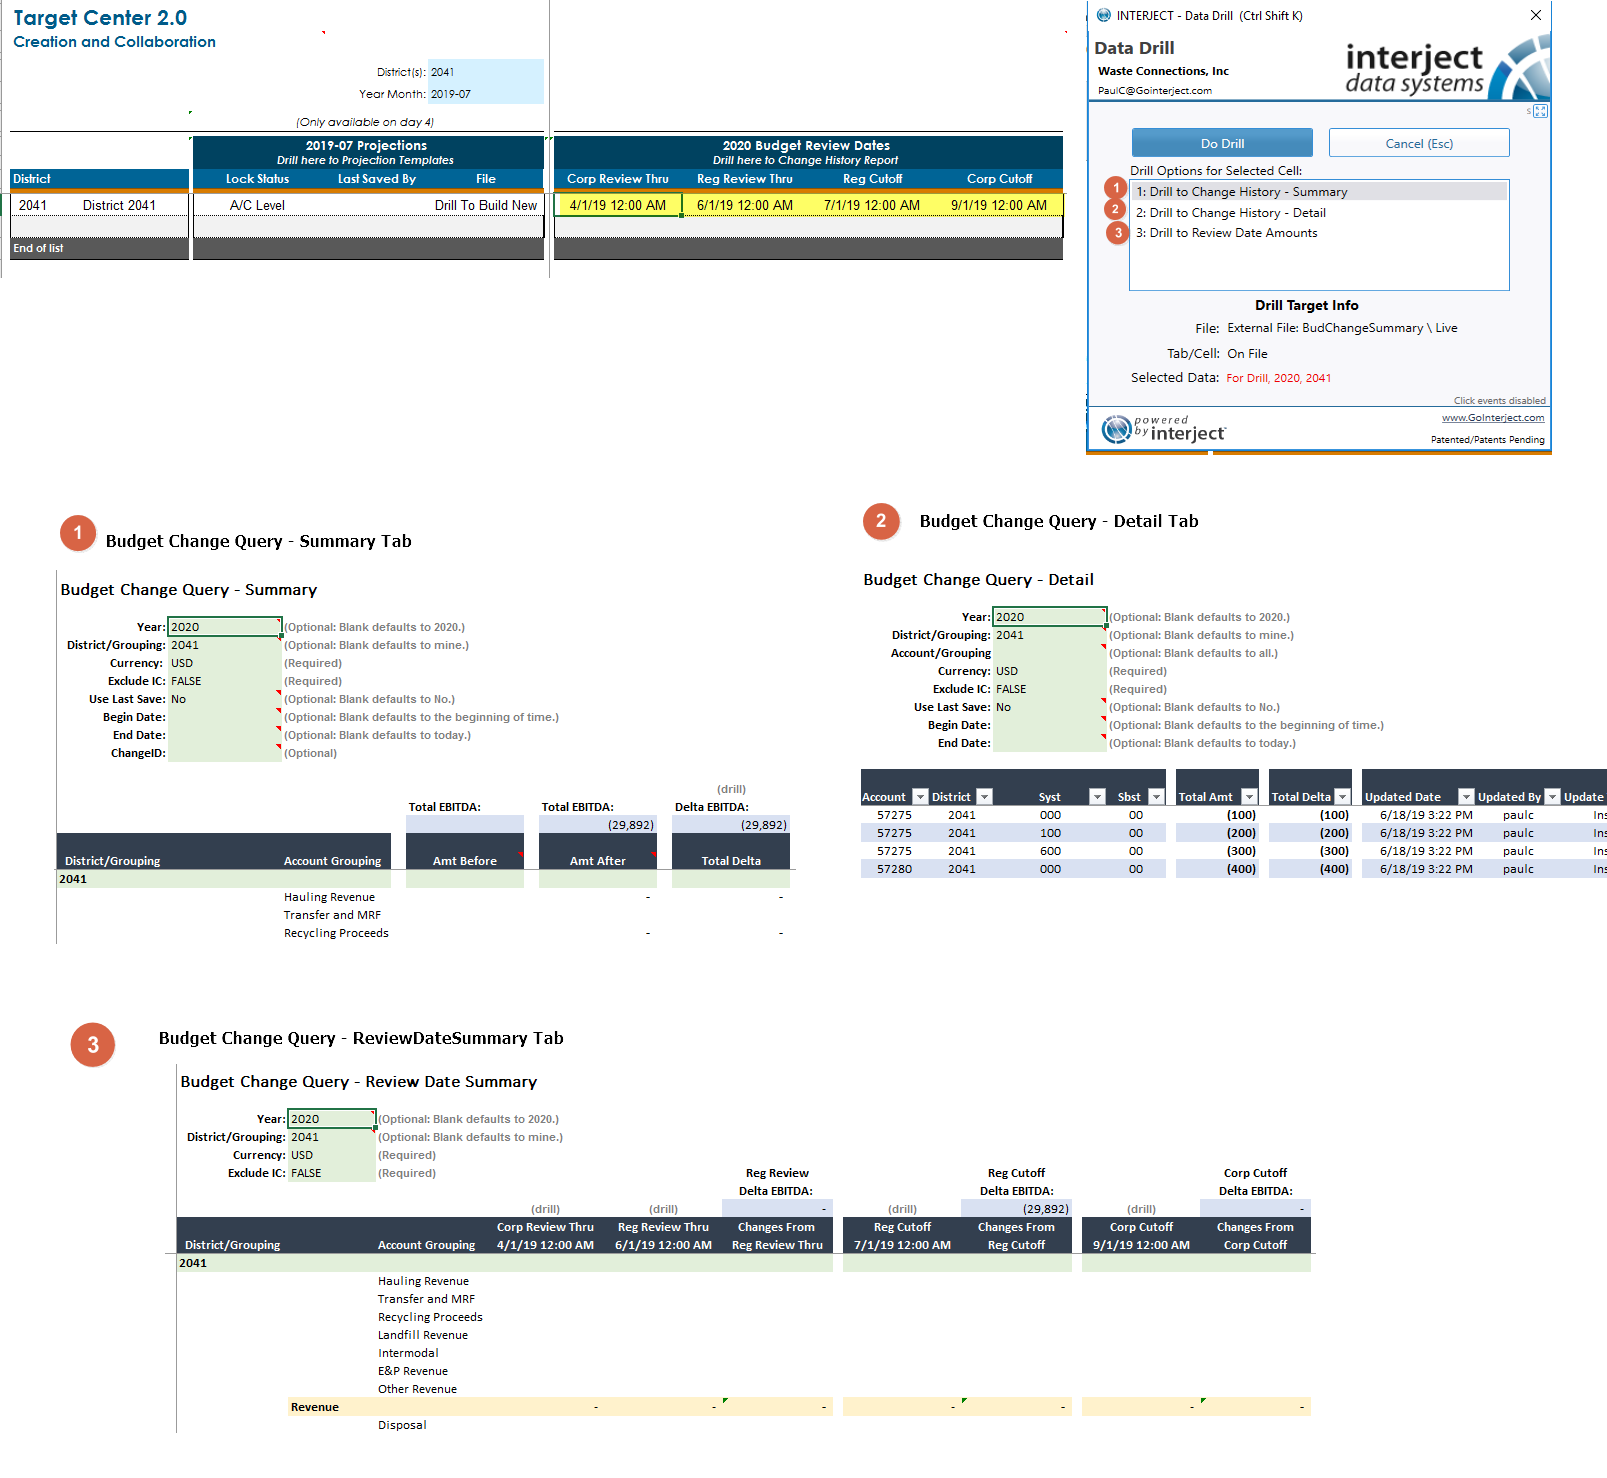 Target Center 2.0
Creation and Collaboration
District(s): 2041
Year Month: 2019-07
(Only available on day 4)
2019-07 Projections
Drill here to Projection Templates
2020 Budget Review Dates
Drill here to Change History Report
District Lock Status Last Saved By File Corp Review Thru Reg Review Thru Reg Cutoff Corp Cutoff
2041 District 2041 A/C Level Drill To Build New 4/1/19 12:00 AM 6/1/19 12:00 AM 7/1/19 12:00 AM 9/1/19 12:00 AM
End of list
INTERJECT - Data Drill (Ctrl Shift K)
Data Drill
Waste Connections, Inc
PaulC@Gointerject.com
interject
data systems
Do Drill Cancel (Esc)
Drill Options for Selected Cell:
1 1: Drill to Change History - Summary
2 2: Drill to Change History - Detail
3 3: Drill to Review Date Amounts
Drill Target Info
File: External File: BudChangeSummary \ Live
Tab/Cell: On File
Selected Data: For Drill, 2020, 2041
Click events disabled
powered
by interject
www.GoInterject.com
Patented/Patents Pending
1 Budget Change Query - Summary Tab
Budget Change Query - Summary
Year: 2020 (Optional: Blank defaults to 2020.)
District/Grouping: 2041 (Optional: Blank defaults to mine.)
Currency: USD (Required)
Exclude IC: FALSE (Required)
Use Last Save: No (Optional: Blank defaults to No.)
Begin Date: (Optional: Blank defaults to the beginning of time.)
End Date: (Optional: Blank defaults to today.)
ChangeID: (Optional)
(drill)
Total EBITDA: Total EBITDA: Delta EBITDA:
(29,892) (29,892)
District/Grouping Account Grouping Amt Before Amt After Total Delta
2041
Hauling Revenue - -
Transfer and MRF
Recycling Proceeds - -
2 Budget Change Query - Detail Tab
Budget Change Query - Detail
Year: 2020 (Optional: Blank defaults to 2020.)
District/Grouping: 2041 (Optional: Blank defaults to mine.)
Account/Grouping (Optional: Blank defaults to all.)
Currency: USD (Required)
Exclude IC: FALSE (Required)
Use Last Save: No (Optional: Blank defaults to No.)
Begin Date: (Optional: Blank defaults to the beginning of time.)
End Date: (Optional: Blank defaults to today.)
Account District Syst Sbst Total Amt Total Delta Updated Date Updated By Update
57275 2041 000 00 (100) (100) 6/18/19 3:22 PM paulc Ins
57275 2041 100 00 (200) (200) 6/18/19 3:22 PM paulc Ins
57275 2041 600 00 (300) (300) 6/18/19 3:22 PM paulc Ins
57280 2041 000 00 (400) (400) 6/18/19 3:22 PM paulc Ins
3 Budget Change Query - ReviewDateSummary Tab
Budget Change Query - Review Date Summary
Year: 2020 (Optional: Blank defaults to 2020.)
District/Grouping: 2041 (Optional: Blank defaults to mine.)
Currency: USD (Required)
Exclude IC: FALSE (Required)
Reg Review Reg Cutoff Corp Cutoff
Delta EBITDA: Delta EBITDA: Delta EBITDA:
(drill) (drill) - (drill) (29,892) (drill) -
Corp Review Thru Reg Review Thru Changes From Reg Cutoff Changes From Corp Cutoff Changes From
District/Grouping Account Grouping 4/1/19 12:00 AM 6/1/19 12:00 AM Reg Review Thru 7/1/19 12:00 AM Reg Cutoff 9/1/19 12:00 AM Corp Cutoff
2041
Hauling Revenue
Transfer and MRF
Recycling Proceeds
Landfill Revenue
Intermodal
E&P Revenue
Other Revenue
Revenue - - - - - - -
Disposal